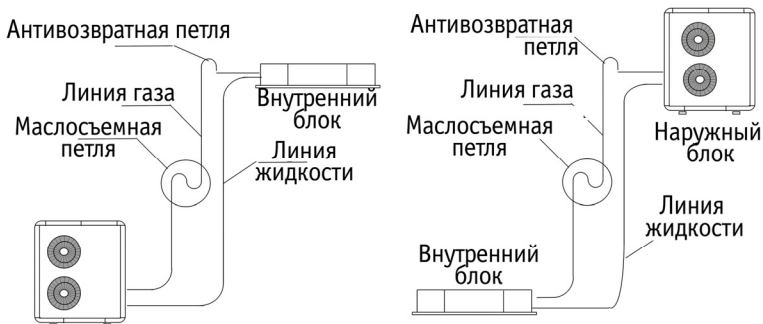 Антивозвратная петля
Линия газа
Маслосъемная
петля
Внутренний
блок
Линия
жидкости
Антивозвратная
петля
Линия газа
Маслосъемная
петля
Наружный
блок
Линия
жидкости
Внутренний
блок